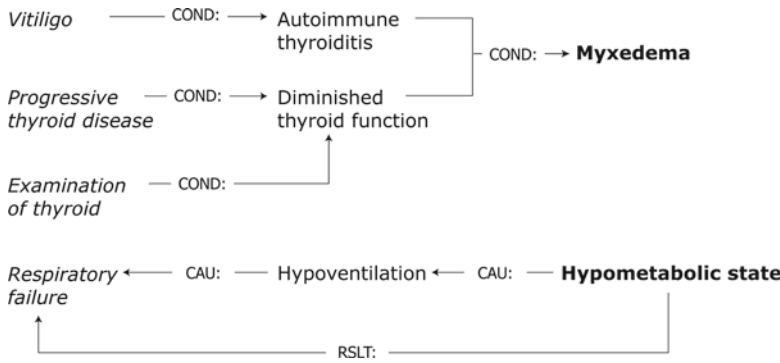 Vitiligo COND: Autoimmune
thyroiditis
COND: Myxedema
Progressive COND: Diminished
thyroid disease thyroid function
Examination COND:
of thyroid
Respiratory CAU: Hypoventilation CAU: Hypometabolic state
failure
RSLT: